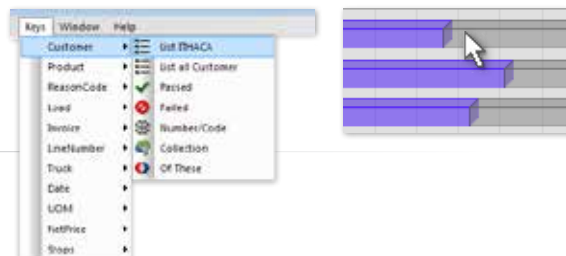 Keys Window Help
Customer
Product
ReasonCode
Load
Invoice
LineNumber
Truck
Date
UOM
NetPrice
Stops
List ITHACA
List all Customer
Passed
Failed
Number/Code
Collection
Of These